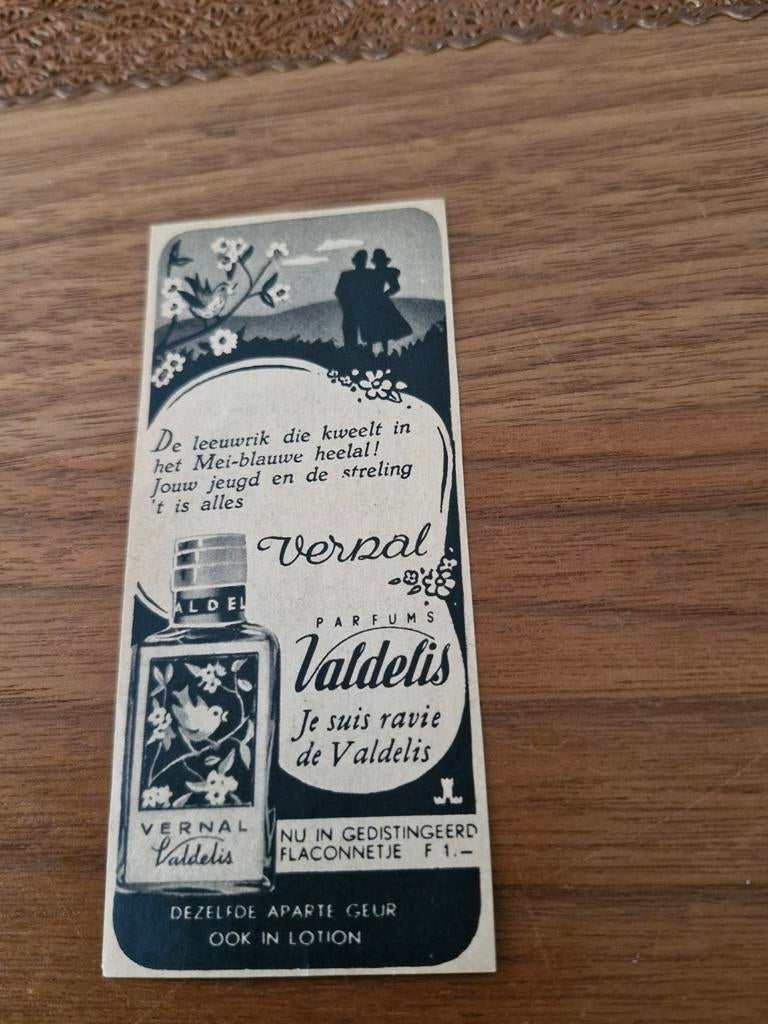 De leeuwrik die kweelt in
het Mei-blauwe heelal!
Jouw jeugd en de streling
't is alles
Vernal
ALDEL
PARFUMS
Valdelis
Je suis ravie
de Valdelis
VERNAL
Valdelis
NU IN GEDISTINGEERD
FLACONNETJE F 1.—
DEZELFDE APARTE GEUR
OOK IN LOTION